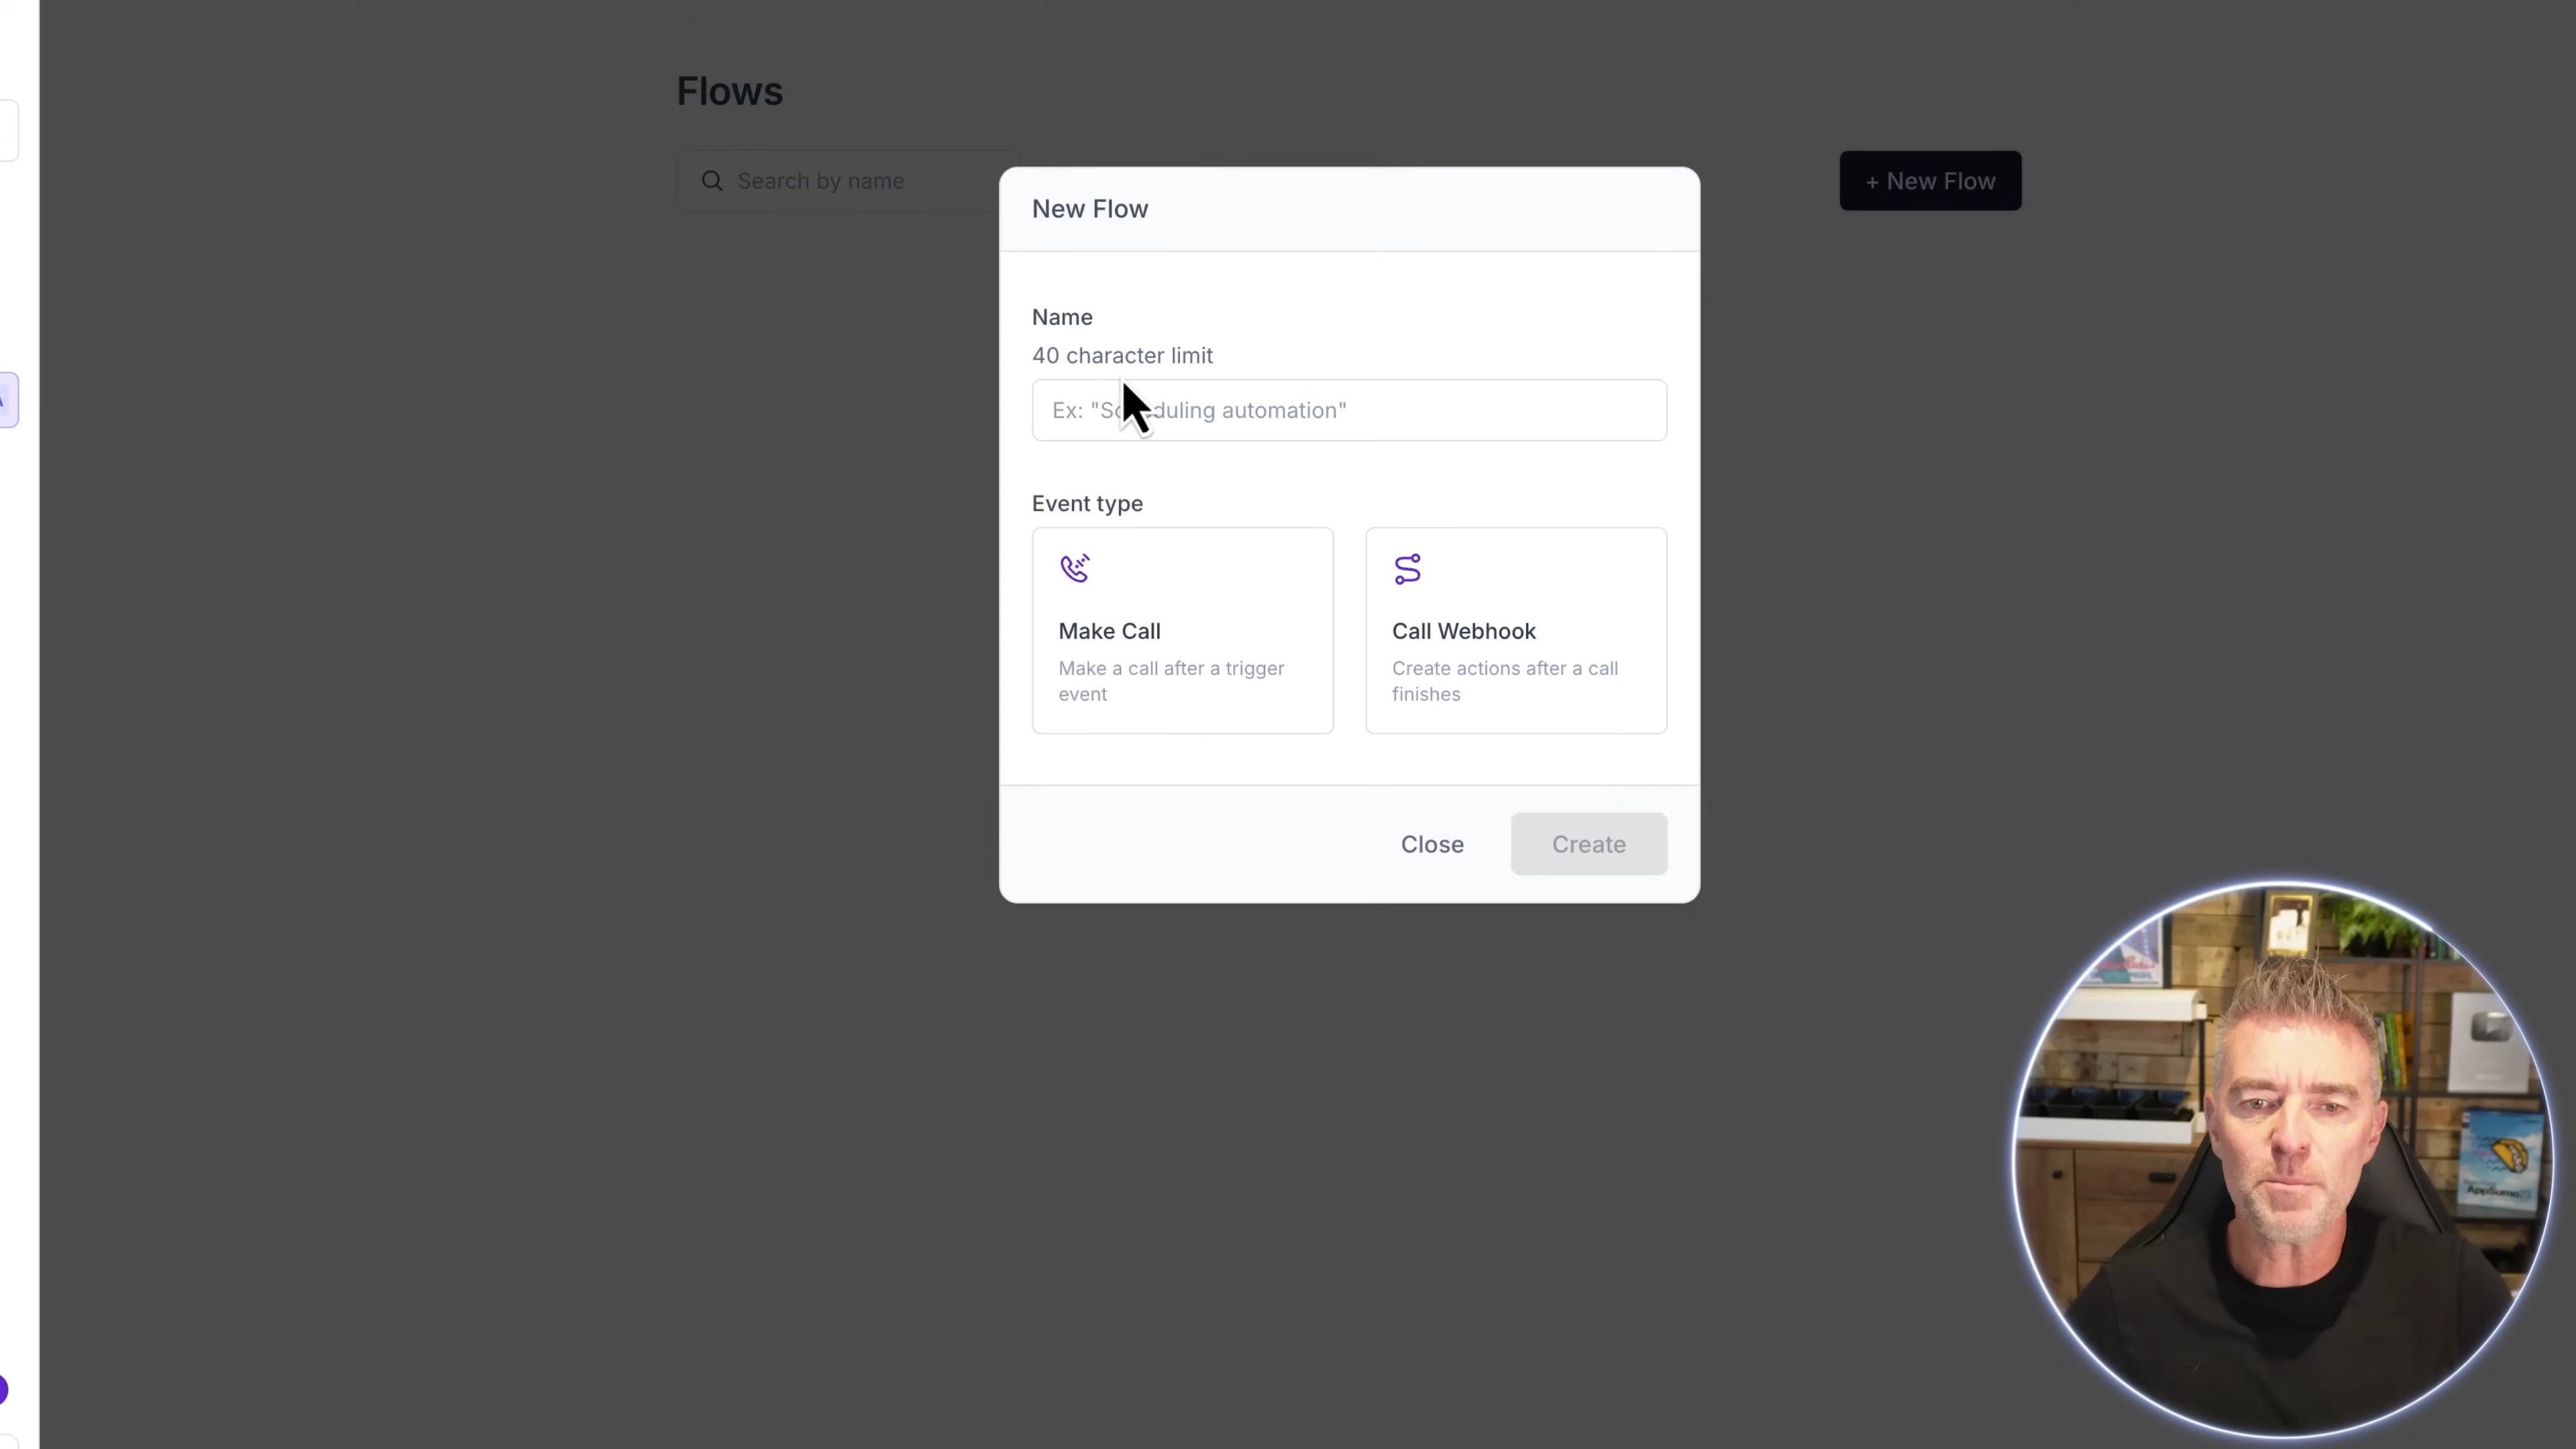 Flows
Search by name
+ New Flow
New Flow
Name
40 character limit
Ex: "Scheduling automation"
Event type
Make Call
Make a call after a trigger
event
Call Webhook
Create actions after a call
finishes
Close
Create
AppSumo